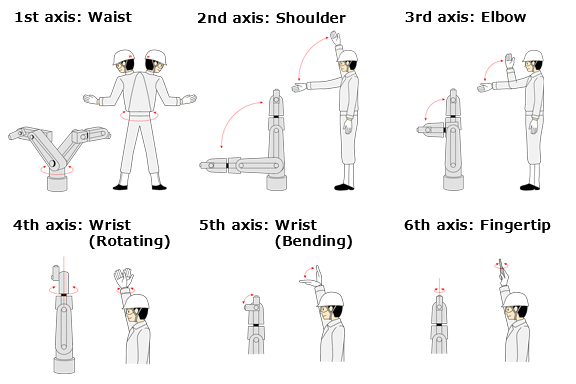 1st axis: Waist
2nd axis: Shoulder
3rd axis: Elbow
4th axis: Wrist
(Rotating)
5th axis: Wrist
(Bending)
6th axis: Fingertip